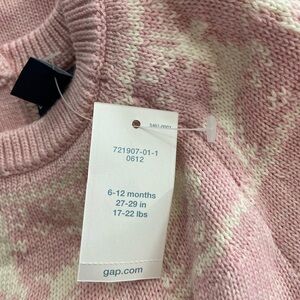 721907-01-1
0612
6-12 months
27-29 in
17-22 lbs
gap.com